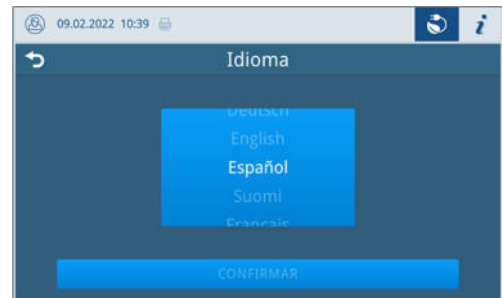 09.02.2022 10:39
i
Idioma
Deutsch
English
Español
Suomi
Français
CONFIRMAR